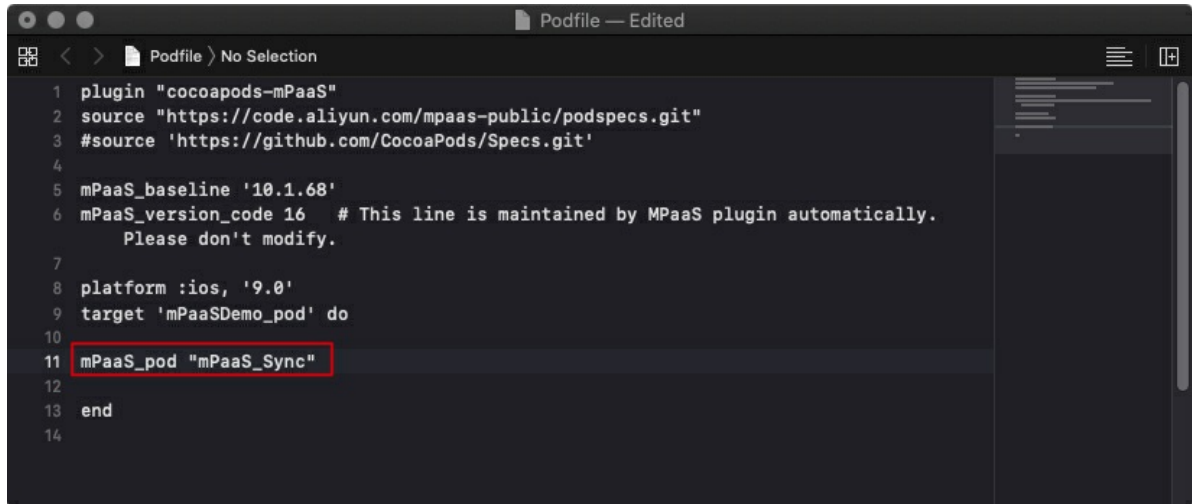 Podfile — Edited
Podfile 〉 No Selection
1 plugin "cocoapods-mPaaS"
2 source "https://code.aliyun.com/mpaas-public/podspecs.git"
3 #source 'https://github.com/CocoaPods/Specs.git'
4
5 mPaaS_baseline '10.1.68'
6 mPaaS_version_code 16   # This line is maintained by MPaaS plugin automatically.
Please don't modify.
7
8 platform :ios, '9.0'
9 target 'mPaaSDemo_pod' do
10
11 mPaaS_pod "mPaaS_Sync"
12
13 end
14